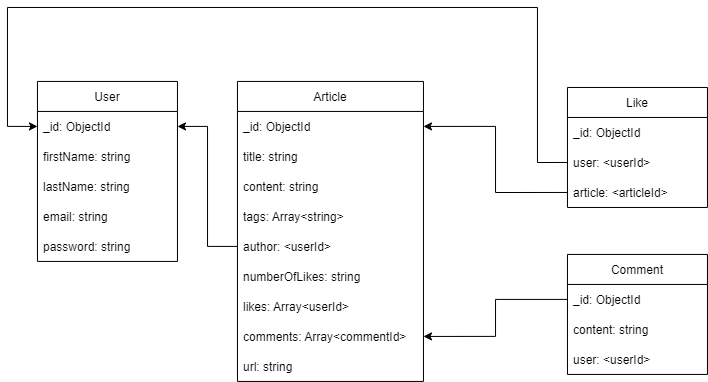 User
_id: ObjectId
firstName: string
lastName: string
email: string
password: string
Article
_id: ObjectId
title: string
content: string
tags: Array<string>
author: <userId>
numberOfLikes: string
likes: Array<userId>
comments: Array<commentId>
url: string
Like
_id: ObjectId
user: <userId>
article: <articleId>
Comment
_id: ObjectId
content: string
user: <userId>